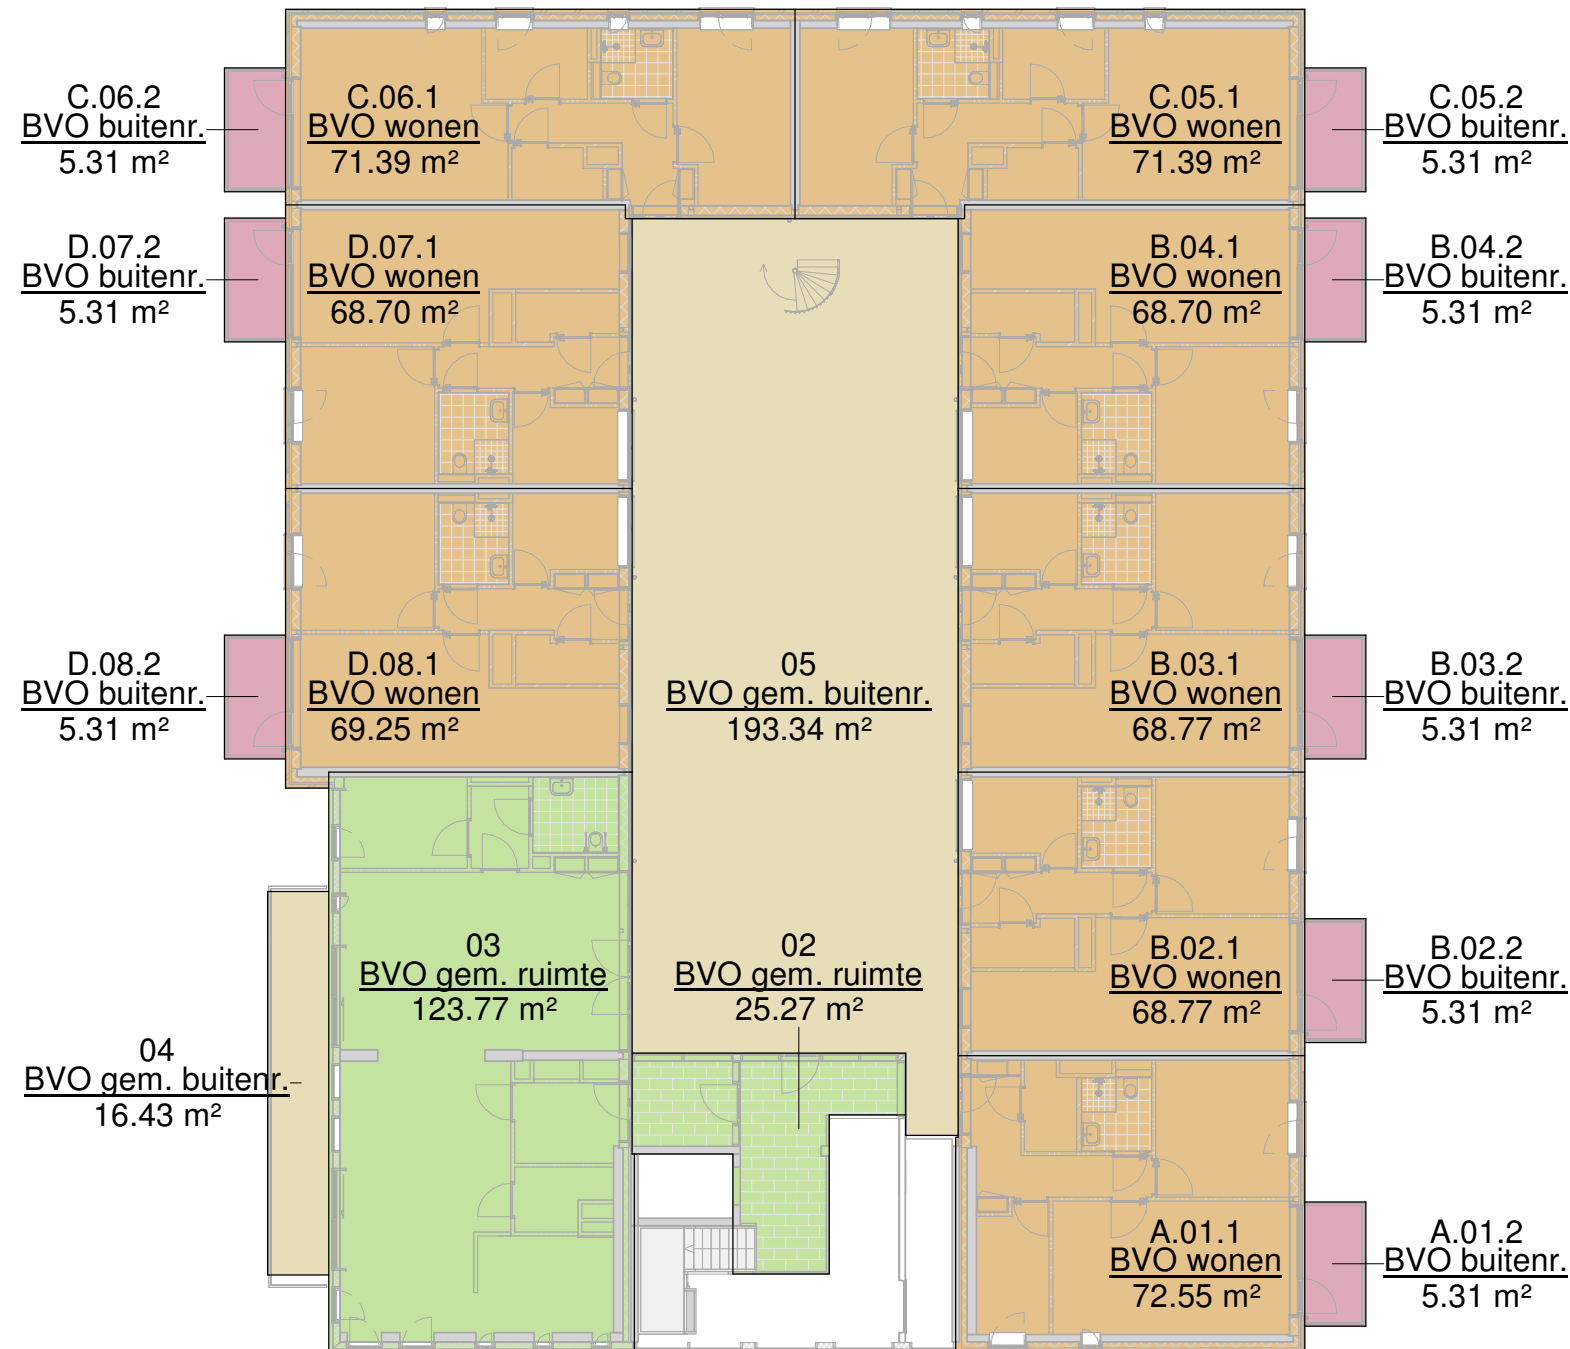 C.06.2
BVO buitenr.
5.31 m²
C.06.1
BVO wonen
71.39 m²
C.05.1
BVO wonen
71.39 m²
C.05.2
BVO buitenr.
5.31 m²
D.07.2
BVO buitenr.
5.31 m²
D.07.1
BVO wonen
68.70 m²
B.04.1
BVO wonen
68.70 m²
B.04.2
BVO buitenr.
5.31 m²
D.08.2
BVO buitenr.
5.31 m²
D.08.1
BVO wonen
69.25 m²
05
BVO gem. buitenr.
193.34 m²
B.03.1
BVO wonen
68.77 m²
B.03.2
BVO buitenr.
5.31 m²
03
BVO gem. ruimte
123.77 m²
02
BVO gem. ruimte
25.27 m²
B.02.1
BVO wonen
68.77 m²
B.02.2
BVO buitenr.
5.31 m²
04
BVO gem. buitenr.
16.43 m²
A.01.1
BVO wonen
72.55 m²
A.01.2
BVO buitenr.
5.31 m²